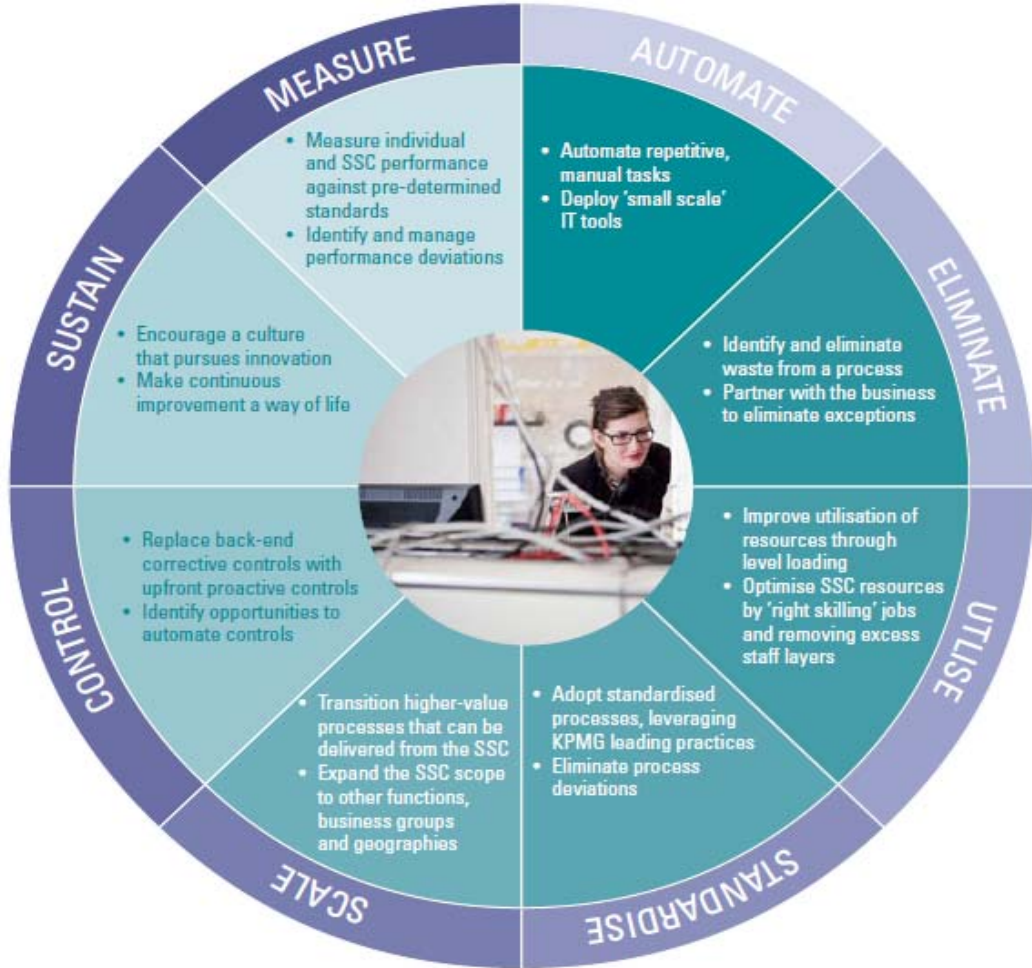 AUTOMATE
• Automate repetitive,
manual tasks
• Deploy 'small scale'
IT tools
ELIMINATE
• Identify and eliminate
waste from a process
• Partner with the business
to eliminate exceptions
UTLISE
• Improve utilisation of
resources through
level loading
• Optimise SSC resources
by 'right skilling' jobs
and removing excess
staff layers
STANDARDISE
• Adopt standardised
processes, leveraging
KPMG leading practices
• Eliminate process
deviations
SCALE
• Transition higher-value
processes that can be
delivered from the SSC
• Expand the SSC scope
to other functions,
business groups
and geographies
CONTROL
• Replace back-end
corrective controls with
upfront proactive controls
• Identify opportunities to
automate controls
SUSTAIN
• Encourage a culture
that pursues innovation
• Make continuous
improvement a way of life
MEASURE
• Measure individual
and SSC performance
against pre-determined
standards
• Identify and manage
performance deviations